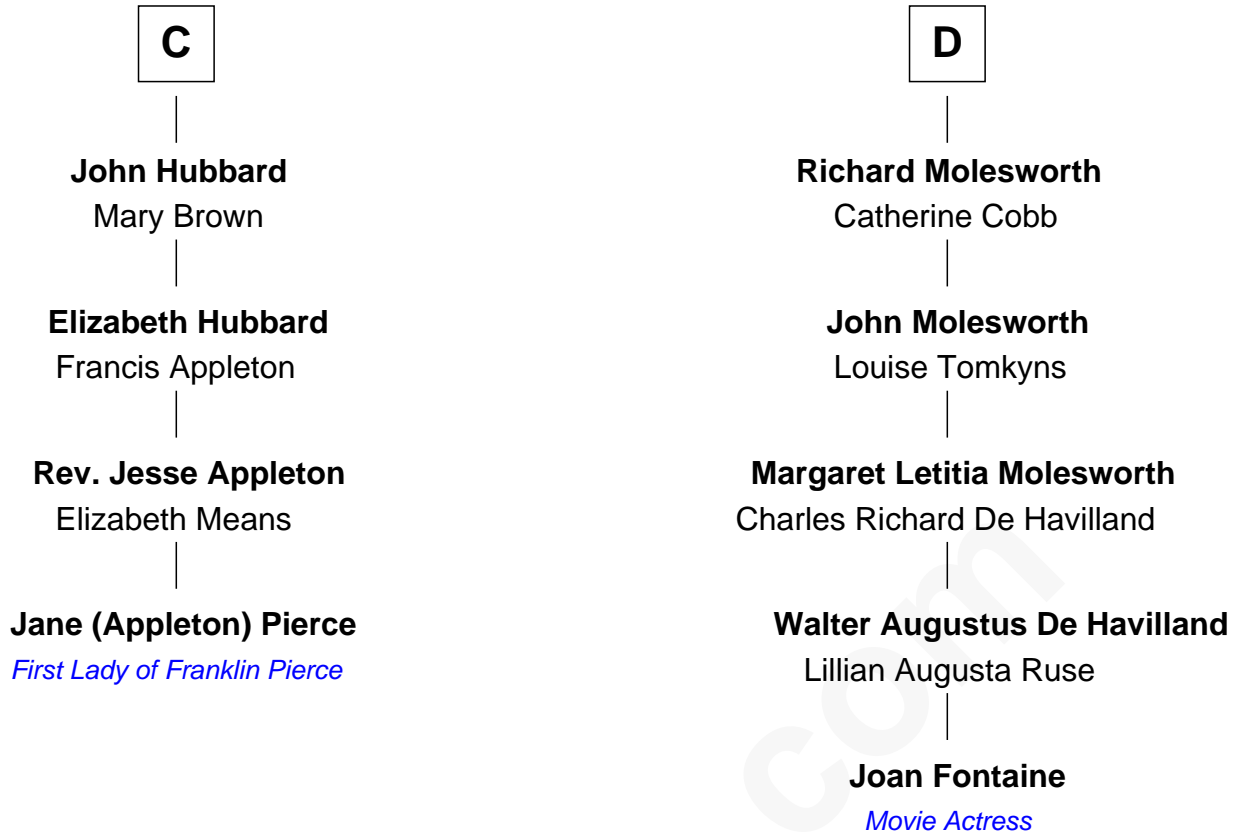 C
John Hubbard
Mary Brown
Elizabeth Hubbard
Francis Appleton
Rev. Jesse Appleton
Elizabeth Means
Jane (Appleton) Pierce
First Lady of Franklin Pierce
D
Richard Molesworth
Catherine Cobb
John Molesworth
Louise Tomkyns
Margaret Letitia Molesworth
Charles Richard De Havilland
Walter Augustus De Havilland
Lillian Augusta Ruse
Joan Fontaine
Movie Actress
com